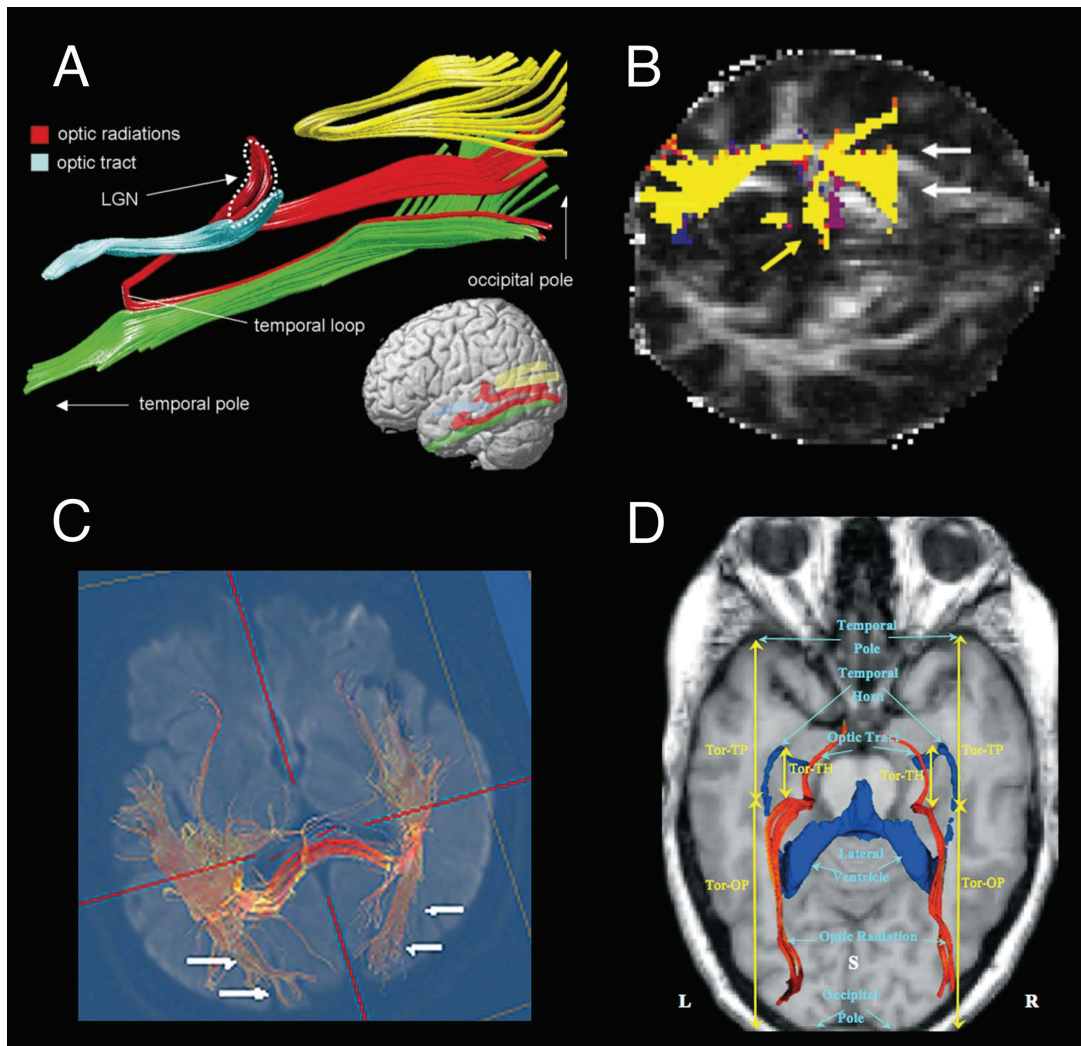 A
optic radiations
optic tract
LGN
occipital pole
temporal loop
temporal pole
B
C
D
Temporal
Pole
Temporal
Horn
Optic Tract
Tor-TP
Tor-TH
Tor-TH
Tor-TP
Lateral
Ventricle
Tor-OP
Tor-OP
Optic Radiation
S
L
Occipital
Pole
R